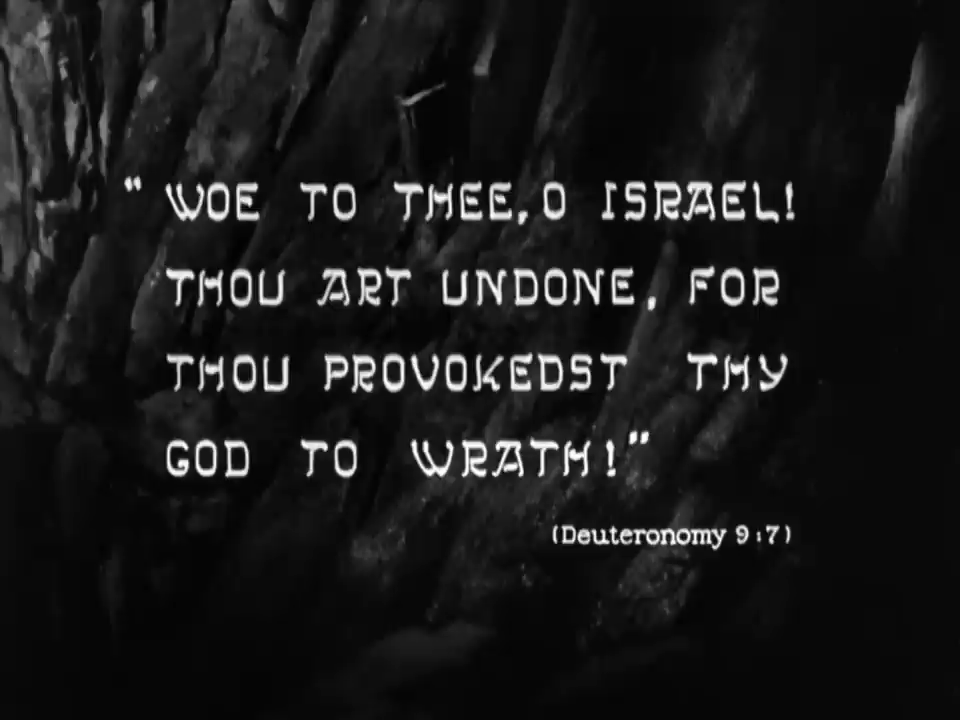 “ WOE TO THEE, O ISRAEL!
THOU ART UNDONE, FOR
THOU PROVOKEDST THY
GOD TO WRATH!”
(Deuteronomy 9:7)